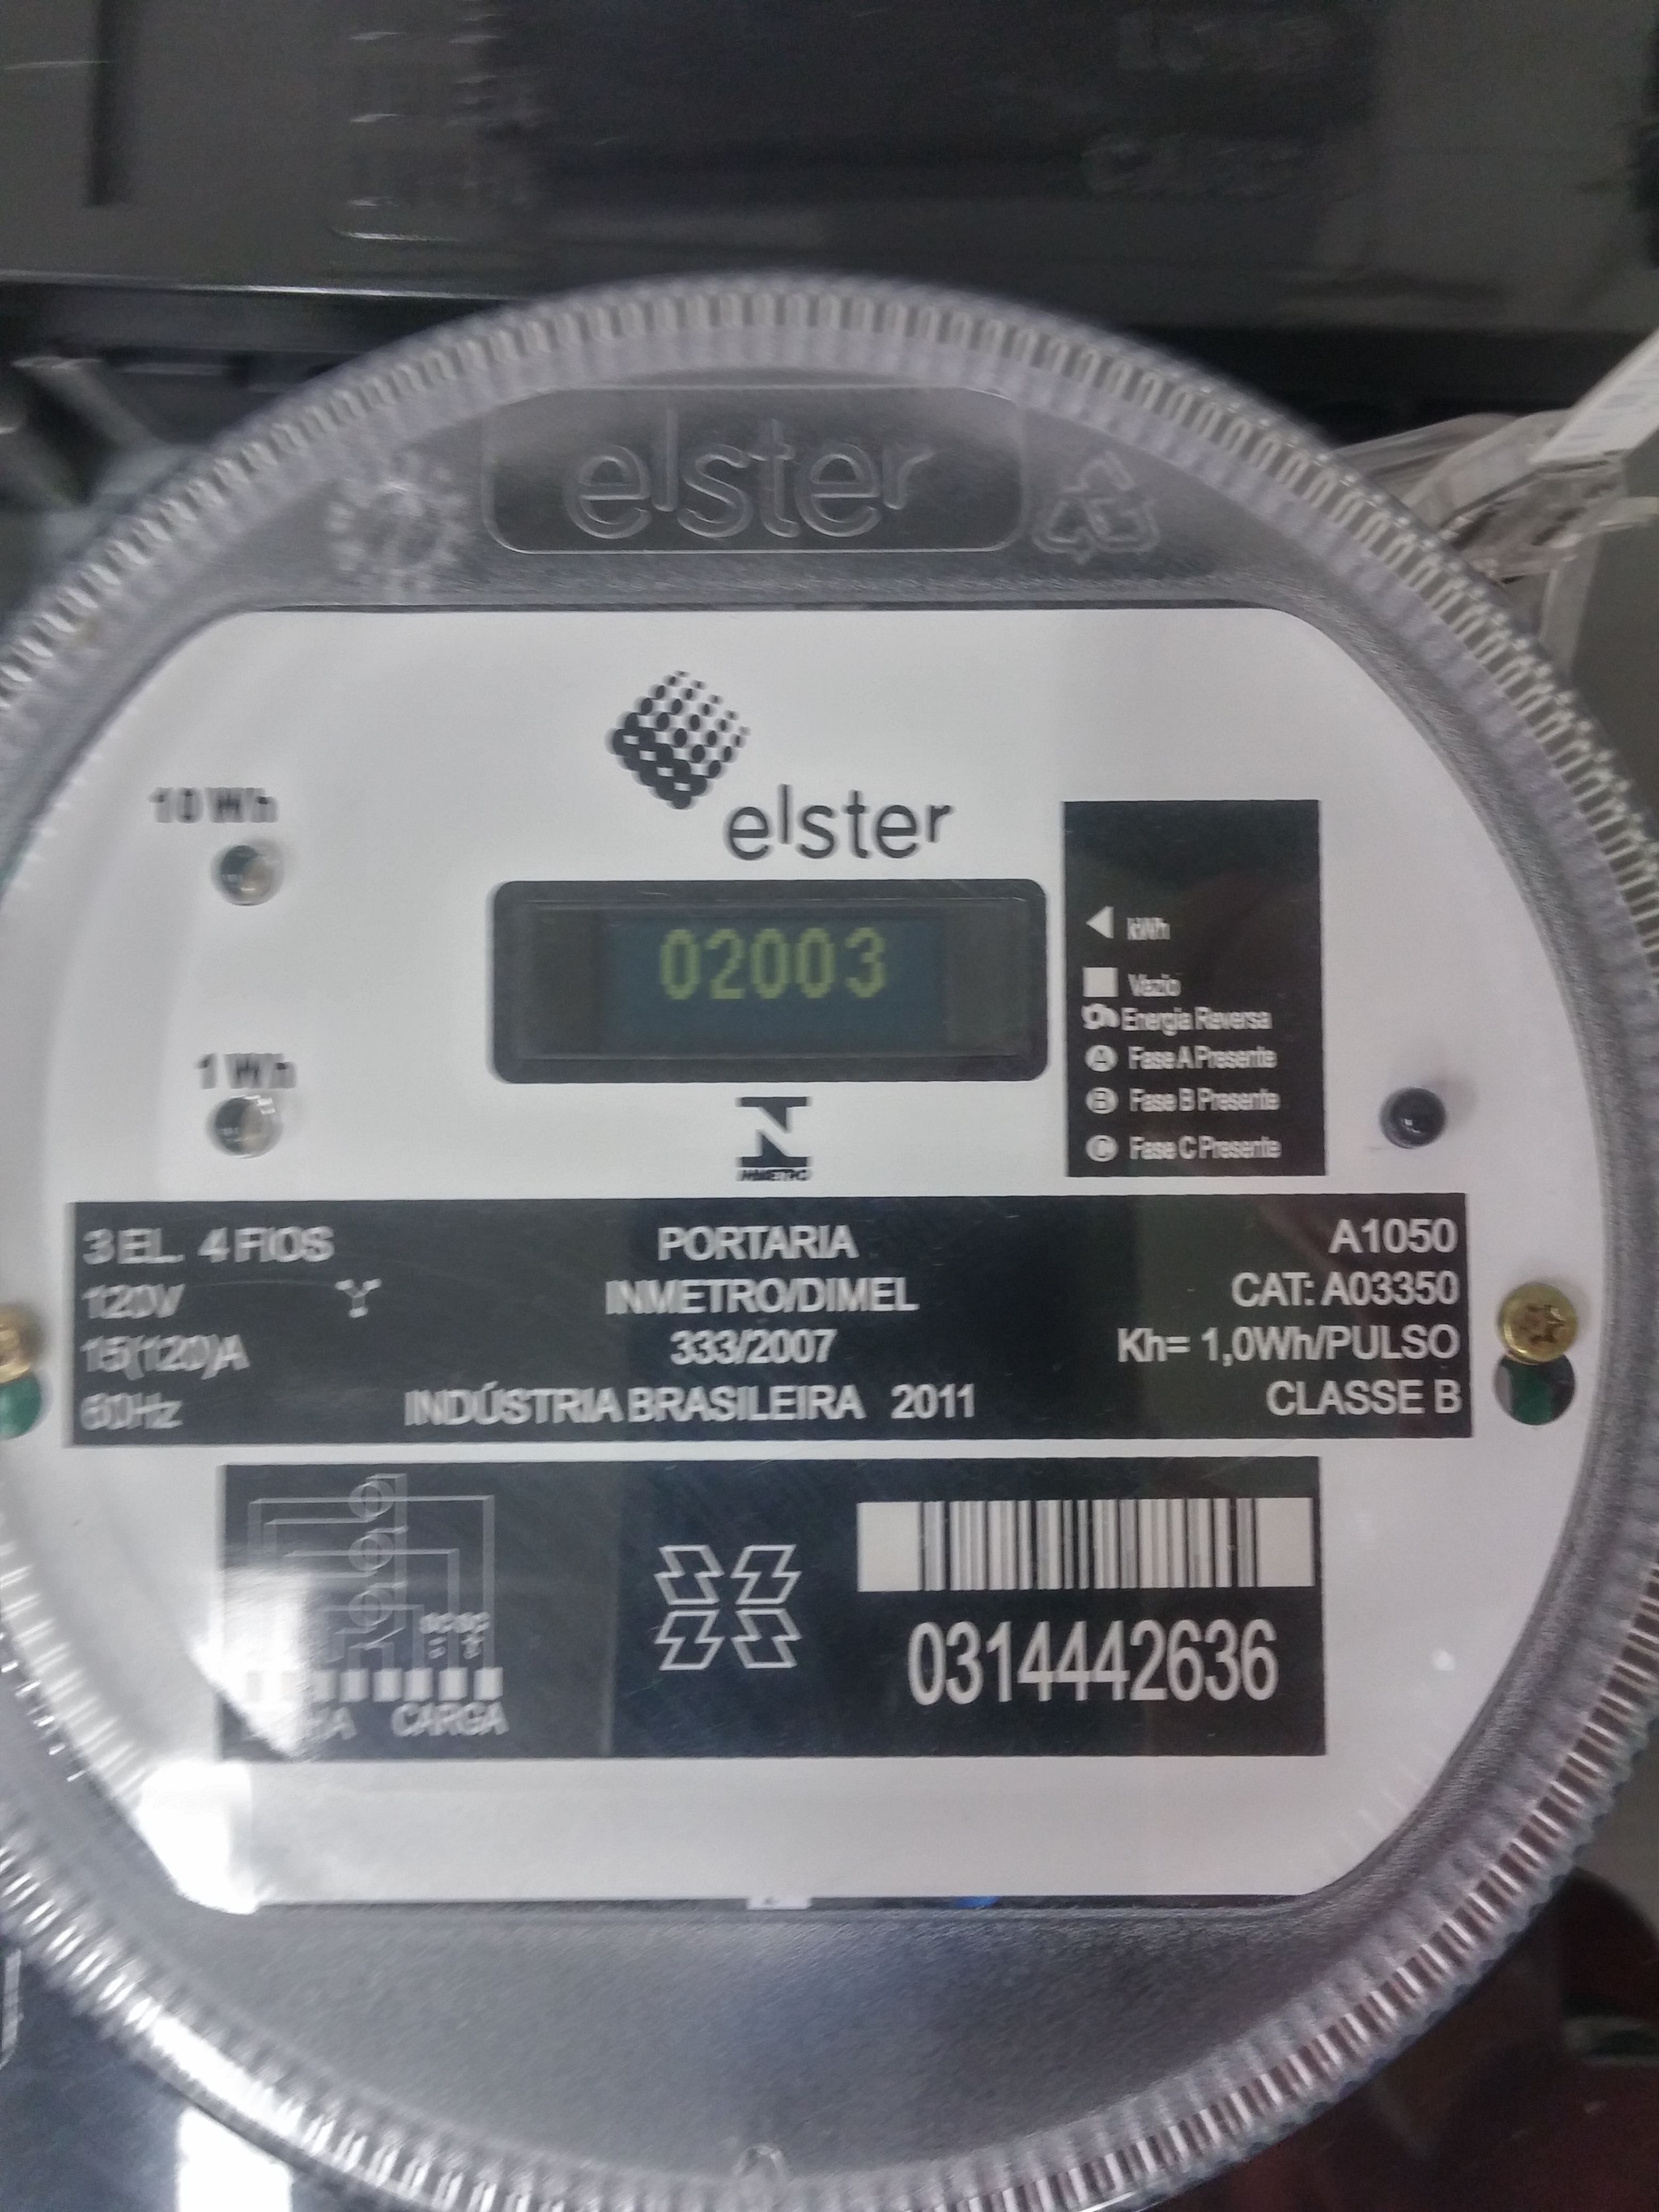 elster
elster
10 Wh
02003
kWh
Vazio
Energia Reversa
A Fase A Presente
B Fase B Presente
C Fase C Presente
1 Wh
INMETRO
3 EL. 4 FIOS
120V
15(120)A
60Hz
PORTARIA
INMETRO/DIMEL
333/2007
INDÚSTRIA BRASILEIRA 2011
A1050
CAT: A03350
Kh= 1,0Wh/PULSO
CLASSE B
CARGA
0314442636